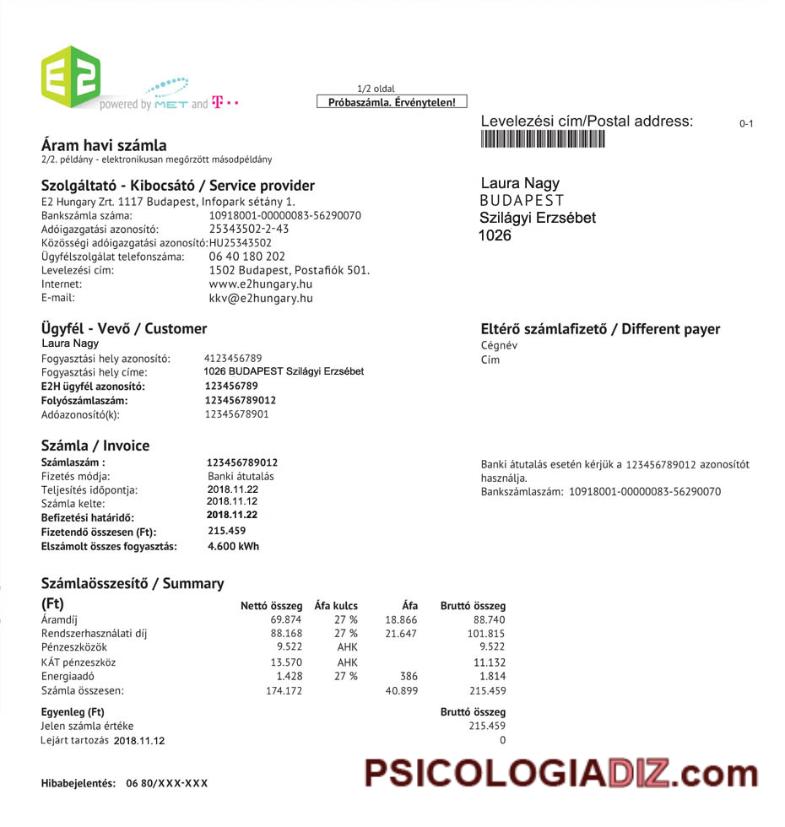 E2
powered by MET and T
1/2 oldal
Próbaszámla. Érvénytelen!
Levelezési cím/Postal address:
0-1
Laura Nagy
BUDAPEST
Szilágyi Erzsébet
1026
Áram havi számla
2/2. példány - elektronikusan megőrzött másodpéldány
Szolgáltató - Kibocsátó / Service provider
E2 Hungary Zrt. 1117 Budapest, Infopark sétány 1.
Bankszámla száma: 10918001-00000083-56290070
Adóigazgatási azonosító: 25343502-2-43
Közösségi adóigazgatási azonosító:HU25343502
Ügyfélszolgálat telefonszáma: 06 40 180 202
Levelezési cím: 1502 Budapest, Postafiók 501.
Internet: www.e2hungary.hu
E-mail: kkv@e2hungary.hu
Ügyfél - Vevő / Customer
Laura Nagy
Fogyasztási hely azonosító: 4123456789
Fogyasztási hely címe: 1026 BUDAPEST Szilágyi Erzsébet
E2H ügyfél azonosító: 123456789
Folyószámlaszám: 123456789012
Adóazonosító(k): 12345678901
Eltérő számlafizető / Different payer
Cégnév
Cím
Számla / Invoice
Számlaszám : 123456789012
Fizetés módja: Banki átutalás
Teljesítés időpontja: 2018.11.22
Számla kelte: 2018.11.12
Befizetési határidő: 2018.11.22
Fizetendő összesen (Ft): 215.459
Elszámolt összes fogyasztás: 4.600 kWh
Banki átutalás esetén kérjük a 123456789012 azonosítót
használja.
Bankszámlaszám: 10918001-00000083-56290070
Számlaösszesítő / Summary
(Ft) Nettó összeg Áfa kulcs Áfa Bruttó összeg
Áramdíj 69.874 27 % 18.866 88.740
Rendszerhasználati díj 88.168 27 % 21.647 101.815
Pénzeszközök 9.522 AHK 9.522
KÁT pénzeszköz 13.570 AHK 11.132
Energiaadó 1.428 27 % 386 1.814
Számla összesen: 174.172 40.899 215.459
Egyenleg (Ft) Bruttó összeg
Jelen számla értéke 215.459
Lejárt tartozás 2018.11.12 0
Hibabejelentés: 06 80/XXX-XXX
PSICOLOGIADIZ.com